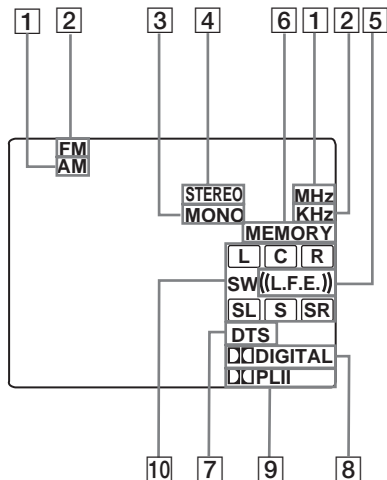 1 2 3 4 6 1 2 5
FM
AM
STEREO MHz
MONO KHz
MEMORY
L C R
SW ((L.F.E.))
SL S SR
DTS
DIGITAL
PLII
10 7 9 8